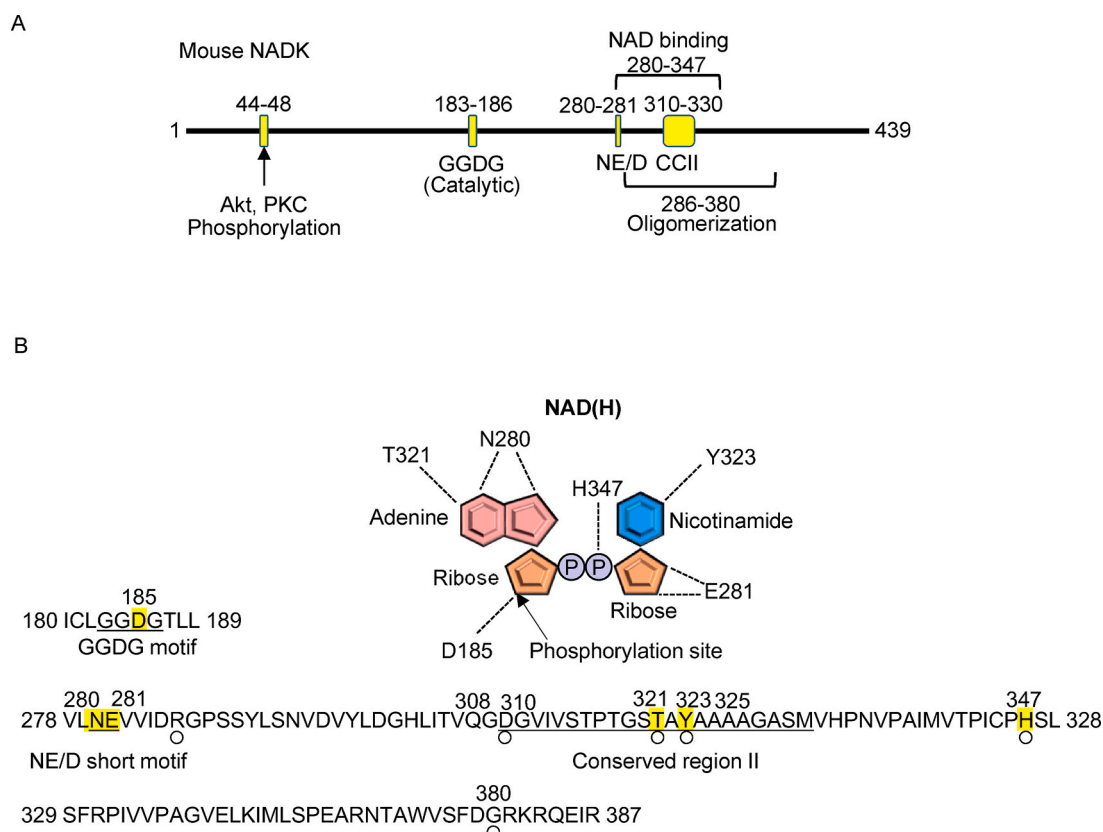 A
Mouse NADK
NAD binding
280-347
44-48
183-186
280-281
310-330
1
439
GGDG
(Catalytic)
NE/D
CCII
Akt, PKC
Phosphorylation
286-380
Oligomerization
B
NAD(H)
T321
N280
H347
Y323
Adenine
Nicotinamide
Ribose
P
P
E281
Ribose
D185
Phosphorylation site
185
180 ICLGGDGTLL 189
GGDG motif
280 281 308 310 321 323 325 347
278 VLNEVVIDRGPSSYLSNVDVYLDGHLITVQGDGVIVSTPTGSTAYAAAAGASMVHPNVPAIMVTPICPHSL 328
NE/D short motif
Conserved region II
380
329 SFRPIVVPAGVELKIMLSPEARNTAWVSFDGRKRQEIR 387